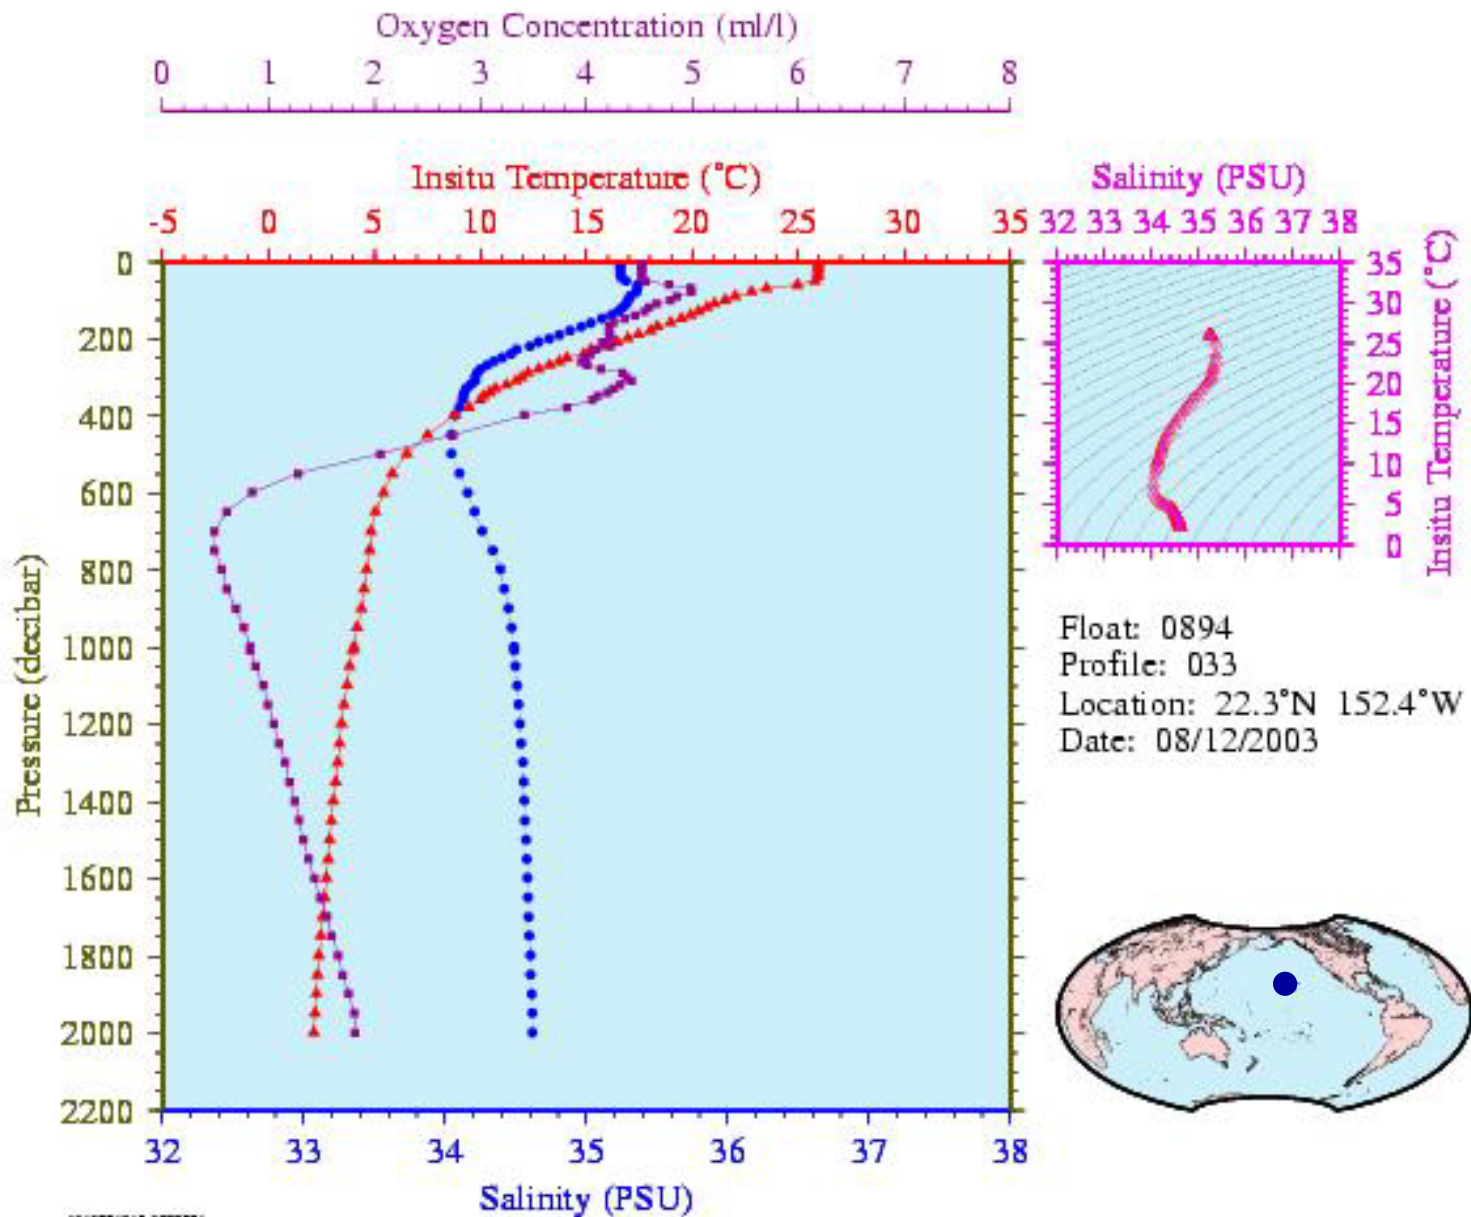 Oxygen Concentration (ml/l)
0 1 2 3 4 5 6 7 8
Insitu Temperature (°C)
-5 0 5 10 15 20 25 30 35
0
200
400
600
800
1000
1200
1400
1600
1800
2000
2200
Pressure (decibar)
32 33 34 35 36 37 38
Salinity (PSU)
Salinity (PSU)
32 33 34 35 36 37 38
35
30
25
20
15
10
5
0
Insitu Temperature (°C)
Float: 0894
Profile: 033
Location: 22.3°N 152.4°W
Date: 08/12/2003